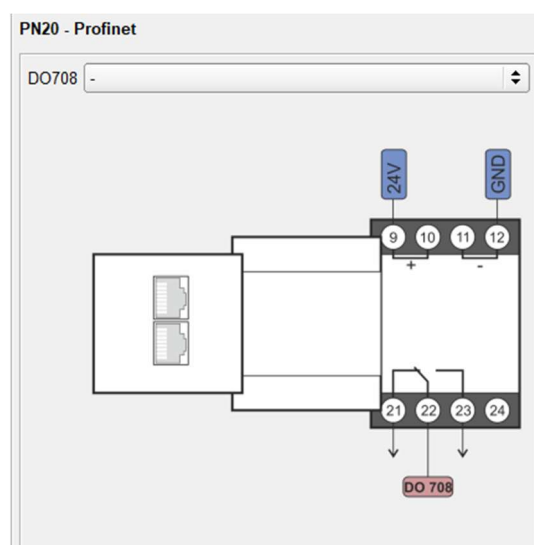 PN20 - Profinet
DO708 -
24V GND
9 10 11 12
+ -
21 22 23 24
DO 708